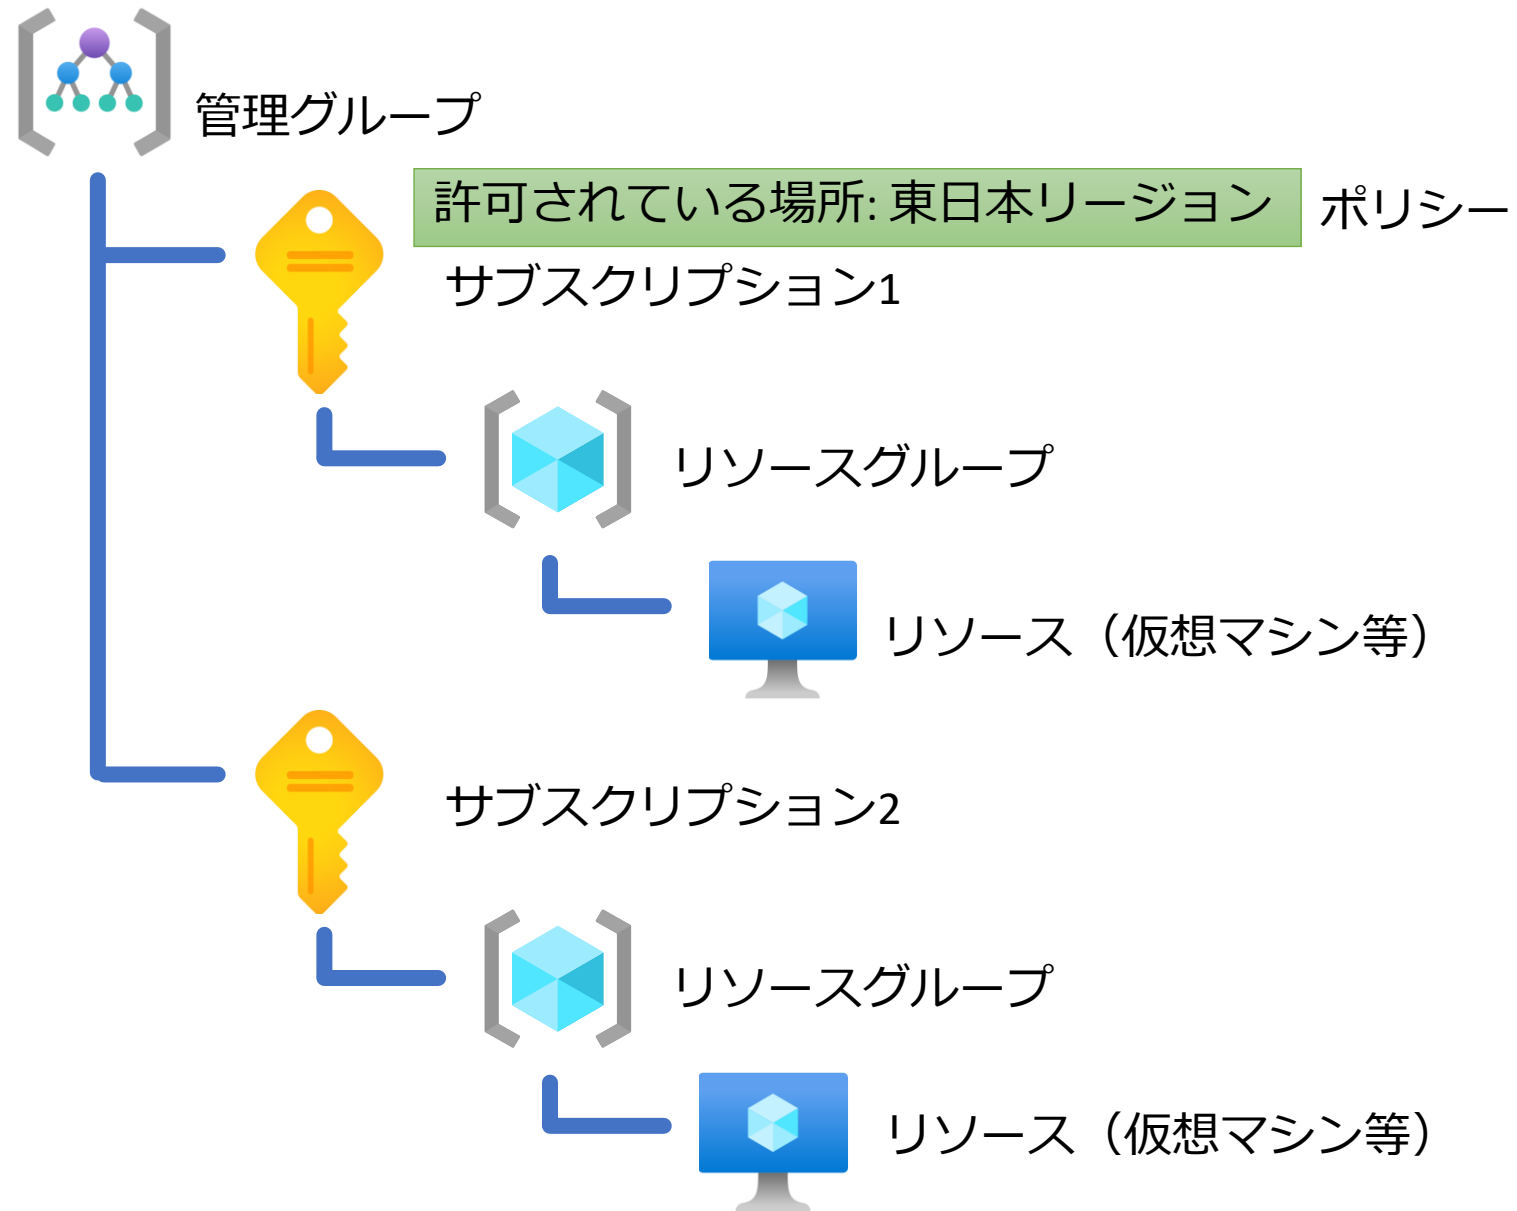 管理グループ
許可されている場所: 東日本リージョン
ポリシー
サブスクリプション1
リソースグループ
リソース（仮想マシン等）
サブスクリプション2
リソースグループ
リソース（仮想マシン等）